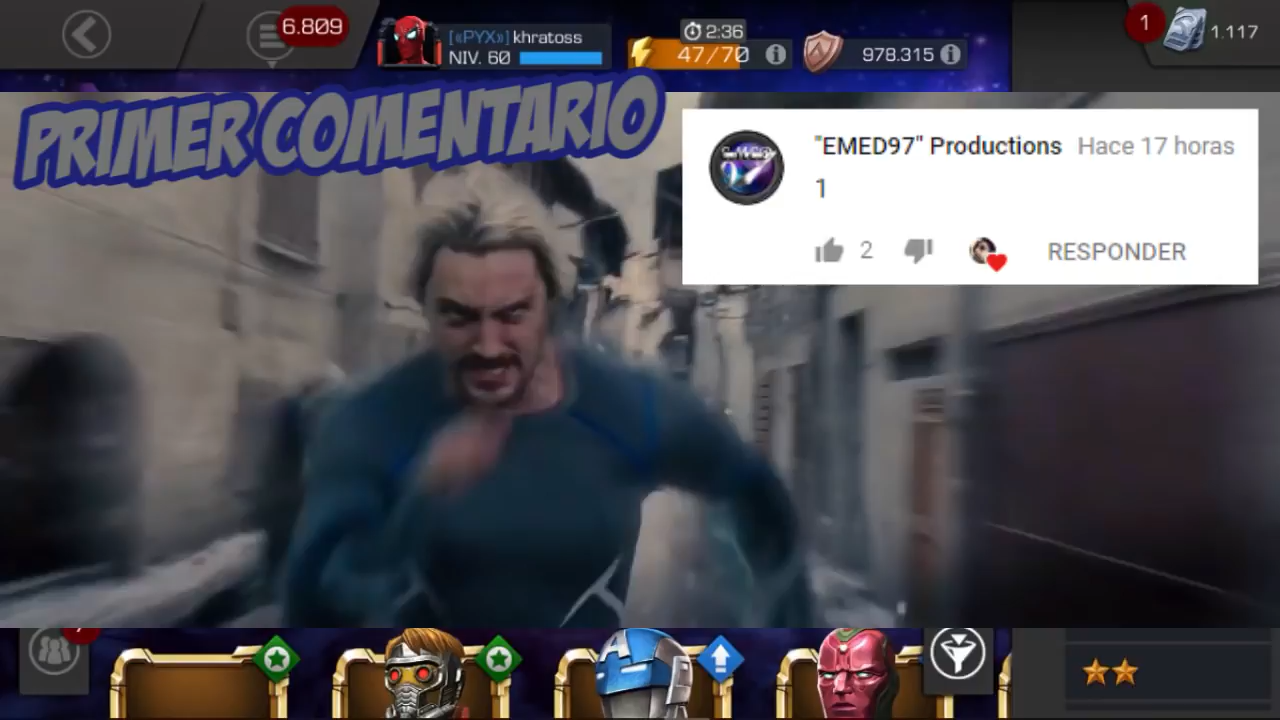 6.809
[«PYX»] khratoss
NIV. 60
2:36
47/70
978.315
1
1.117
PRIMER COMENTARIO
"EMED97" Productions Hace 17 horas
1
2
RESPONDER